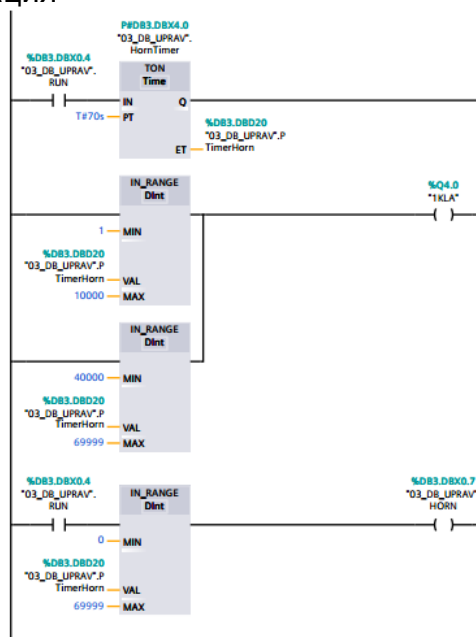 P#DB3.DBX4.0
"03_DB_UPRAV".
HornTimer
%DB3.DBX0.4
"03_DB_UPRAV".
RUN
TON
Time
IN
Q
T#70s
PT
%DB3.DBD20
"03_DB_UPRAV".P
TimerHorn
ET
IN_RANGE
DInt
%Q4.0
"1KLA"
1
MIN
%DB3.DBD20
"03_DB_UPRAV".P
TimerHorn
VAL
10000
MAX
IN_RANGE
DInt
40000
MIN
%DB3.DBD20
"03_DB_UPRAV".P
TimerHorn
VAL
69999
MAX
%DB3.DBX0.4
"03_DB_UPRAV".
RUN
IN_RANGE
DInt
%DB3.DBX0.7
"03_DB_UPRAV"
HORN
0
MIN
%DB3.DBD20
"03_DB_UPRAV".P
TimerHorn
VAL
69999
MAX